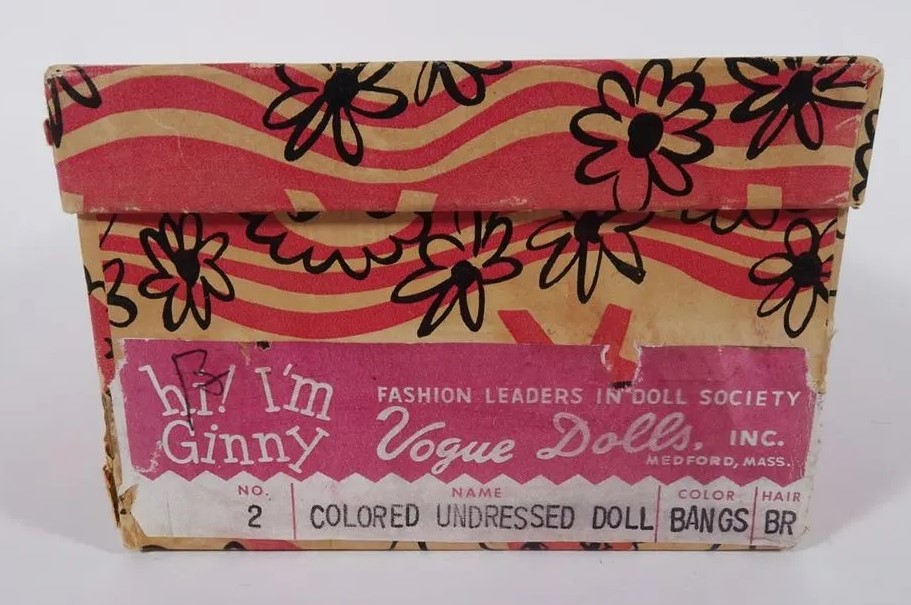 hi! I'm
Ginny
FASHION LEADERS IN DOLL SOCIETY
Vogue Dolls, INC.
MEDFORD, MASS.
NO. NAME COLOR HAIR
2 COLORED UNDRESSED DOLL BANGS BR